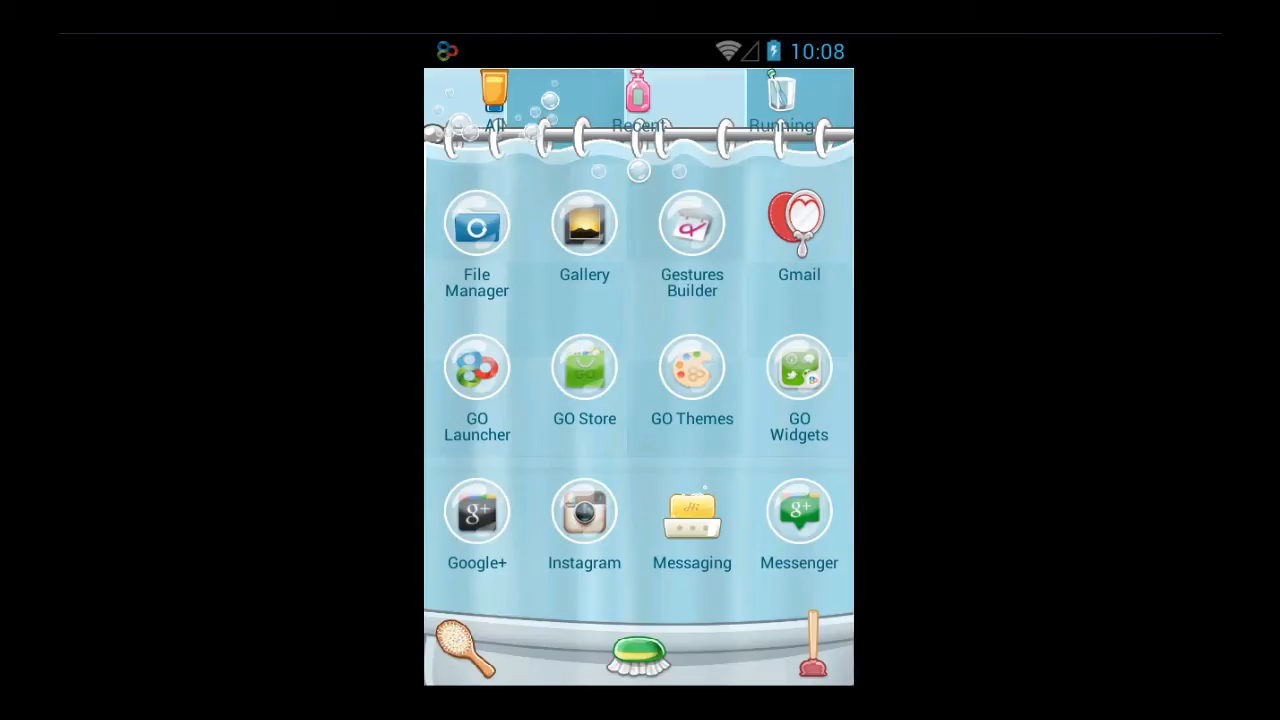 10:08
All Recent Running
File Manager Gallery Gestures Builder Gmail
GO Launcher GO Store GO Themes GO Widgets
g+ Hi g+
Google+ Instagram Messaging Messenger